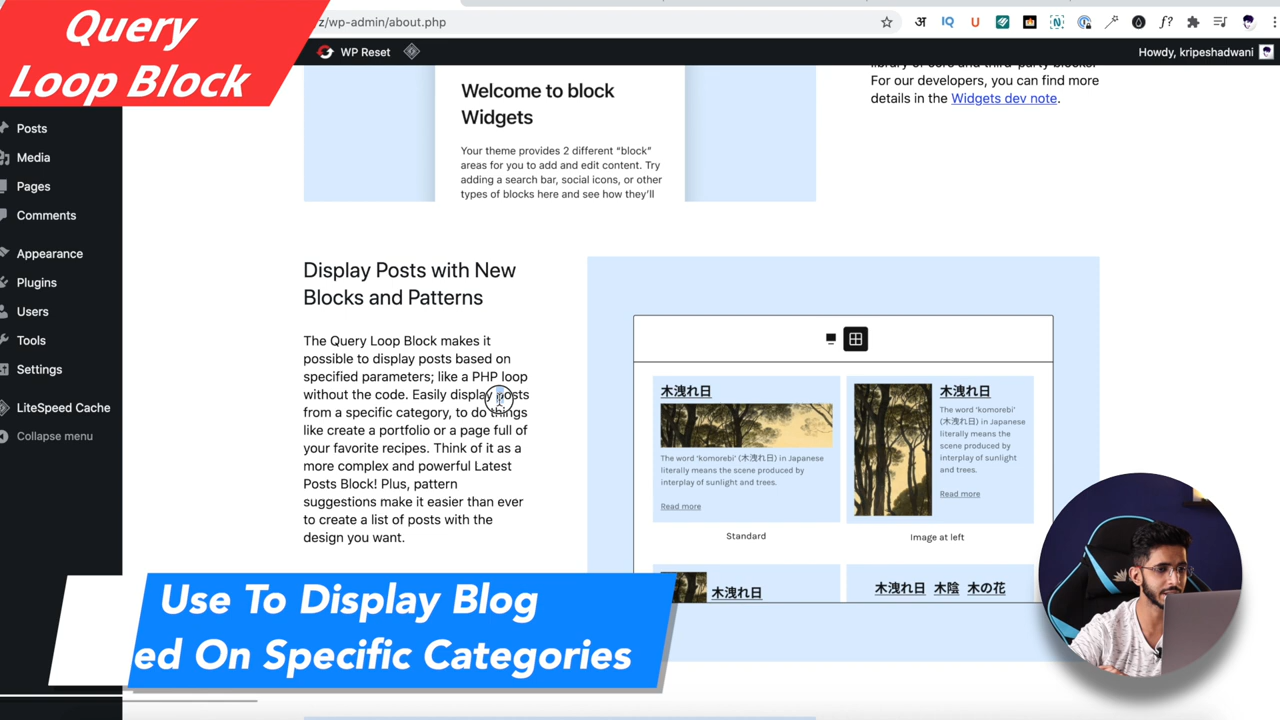 Query
Loop Block
z/wp-admin/about.php
WP Reset
Howdy, kripeshadwani
Posts
Media
Pages
Comments
Appearance
Plugins
Users
Tools
Settings
LiteSpeed Cache
Collapse menu
Welcome to block
Widgets
Your theme provides 2 different “block”
areas for you to add and edit content. Try
adding a search bar, social icons, or other
types of blocks here and see how they’ll
library of core and third-party blocks.
For our developers, you can find more
details in the Widgets dev note.
Display Posts with New
Blocks and Patterns
The Query Loop Block makes it
possible to display posts based on
specified parameters; like a PHP loop
without the code. Easily display posts
from a specific category, to do things
like create a portfolio or a page full of
your favorite recipes. Think of it as a
more complex and powerful Latest
Posts Block! Plus, pattern
suggestions make it easier than ever
to create a list of posts with the
design you want.
木洩れ日
The word ‘komorebi’ (木洩れ日) in Japanese
literally means the scene produced by
interplay of sunlight and trees.
Read more
Standard
木洩れ日
The word ‘komorebi’
(木洩れ日) in Japanese
literally means the
scene produced by
interplay of sunlight
and trees.
Read more
Image at left
木洩れ日
木洩れ日 木陰 木の花
Use To Display Blog
ed On Specific Categories
अ
IQ
U
N
f?